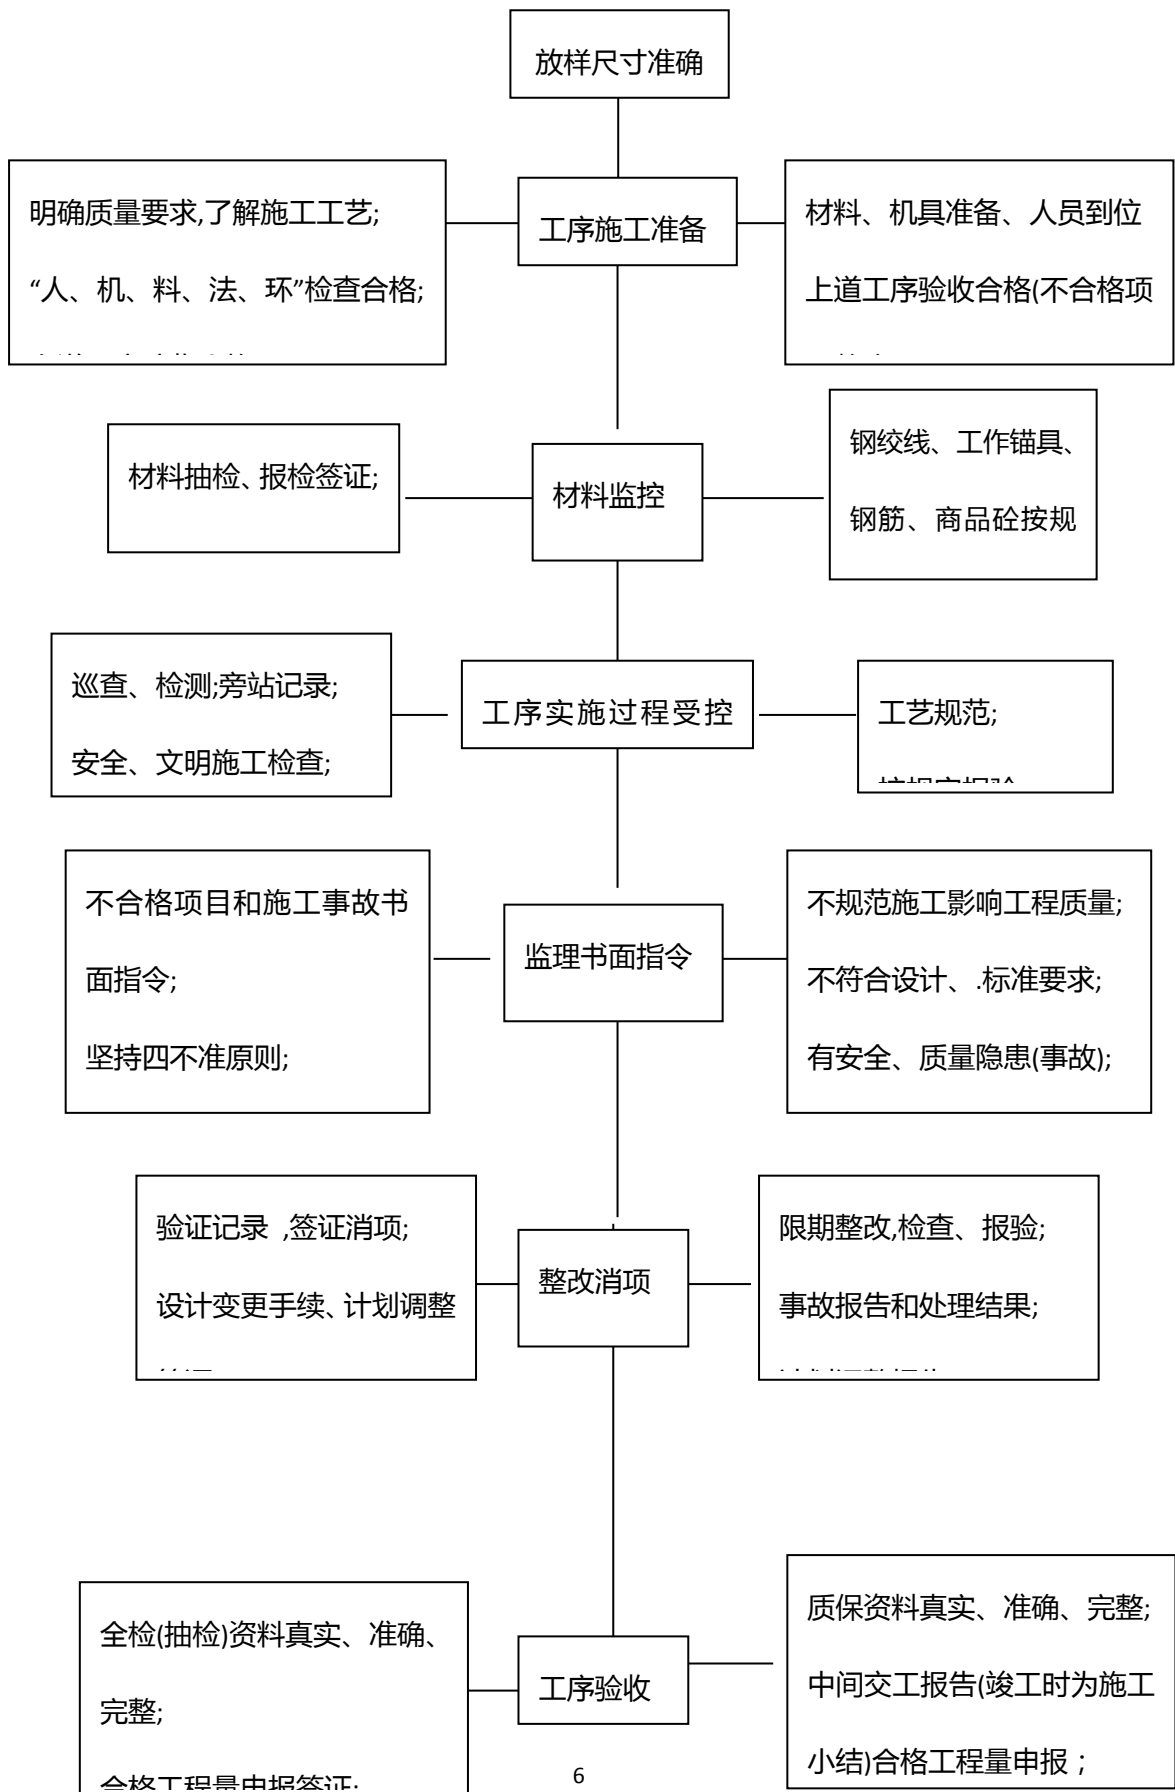 放样尺寸准确
明确质量要求,了解施工工艺;
“人、机、料、法、环”检查合格;
工序施工准备
材料、机具准备、人员到位
上道工序验收合格(不合格项
材料抽检、报检签证;
材料监控
钢绞线、工作锚具、
钢筋、商品砼按规
巡查、检测;旁站记录;
安全、文明施工检查;
工序实施过程受控
工艺规范;
不合格项目和施工事故书
面指令;
坚持四不准原则;
监理书面指令
不规范施工影响工程质量;
不符合设计、.标准要求;
有安全、质量隐患(事故);
验证记录 ,签证消项;
设计变更手续、计划调整
整改消项
限期整改,检查、报验;
事故报告和处理结果;
全检(抽检)资料真实、准确、
完整;
合格工程量申报签证;
工序验收
质保资料真实、准确、完整;
中间交工报告(竣工时为施工
小结)合格工程量申报;
6